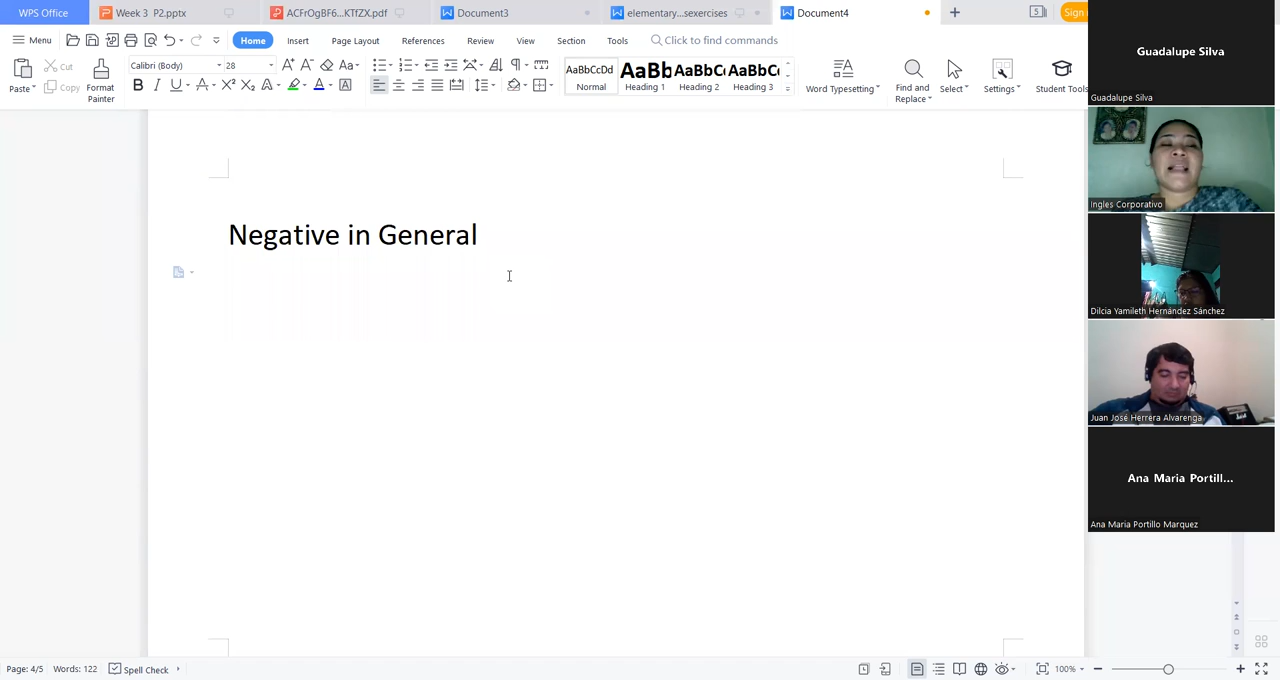 WPS Office
Week 3 P2.pptx
ACFrOgBF6...KTfZX.pdf
Document3
elementary...sexercises
Document4
5
Sign
Menu
Home
Insert
Page Layout
References
Review
View
Section
Tools
Click to find commands
Paste
Cut
Copy
Format
Painter
Calibri (Body)
28
AaBbCcDd
Normal
AaBb
Heading 1
AaBbC
Heading 2
AaBbC
Heading 3
Word Typesetting
Find and
Replace
Select
Settings
Student Tools
Negative in General
Guadalupe Silva
Guadalupe Silva
Ingles Corporativo
Dilcia Yamileth Hernández Sánchez
Juan José Herrera Alvarenga
Ana Maria Portill...
Ana Maria Portillo Marquez
Page: 4/5
Words: 122
Spell Check
100%